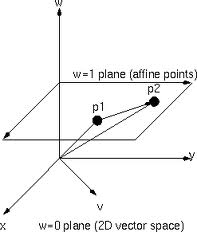 w
w=1 plane (affine points)
p2
p1
y
v
x
w=0 plane (2D vector space)